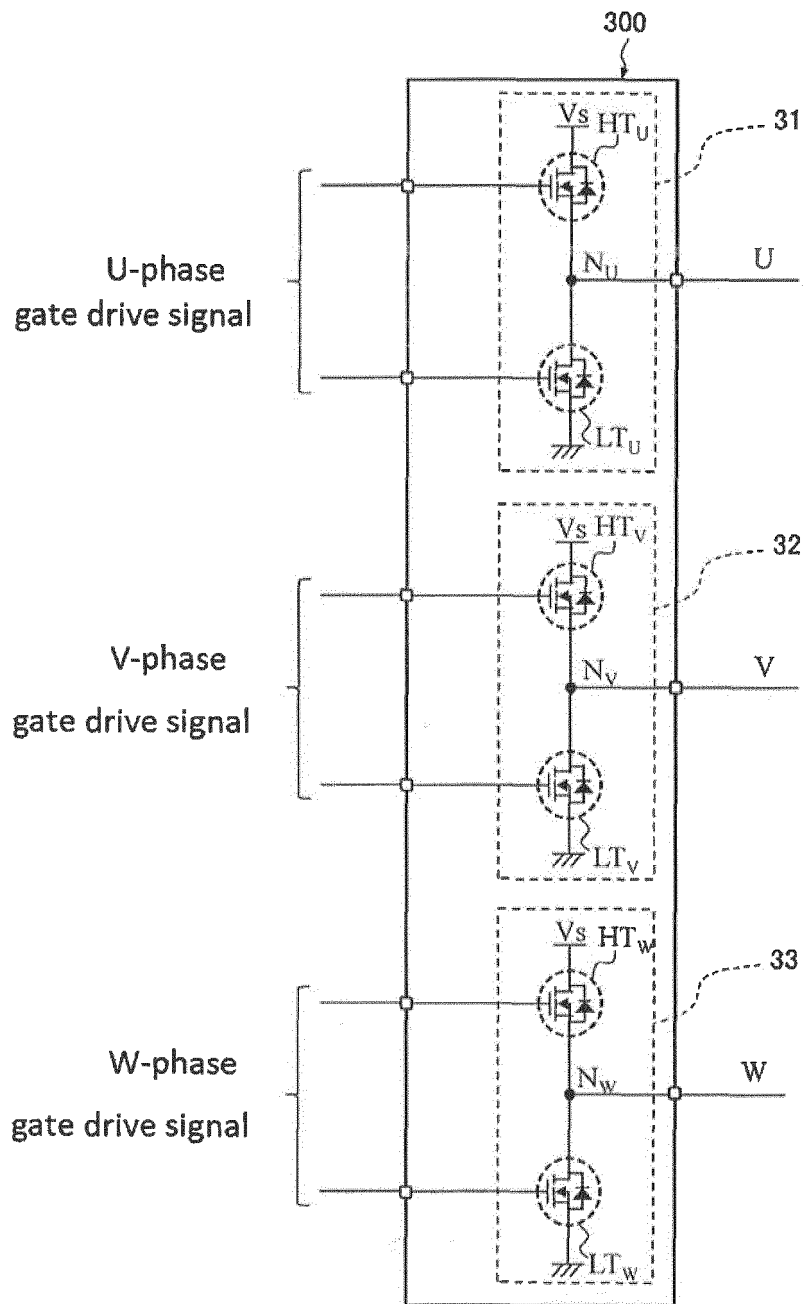 300
31
Vs
HTU
U-phase
gate drive signal
NU
U
LTU
32
Vs
HTV
V-phase
gate drive signal
NV
V
LTV
33
Vs
HTW
W-phase
gate drive signal
NW
W
LTW